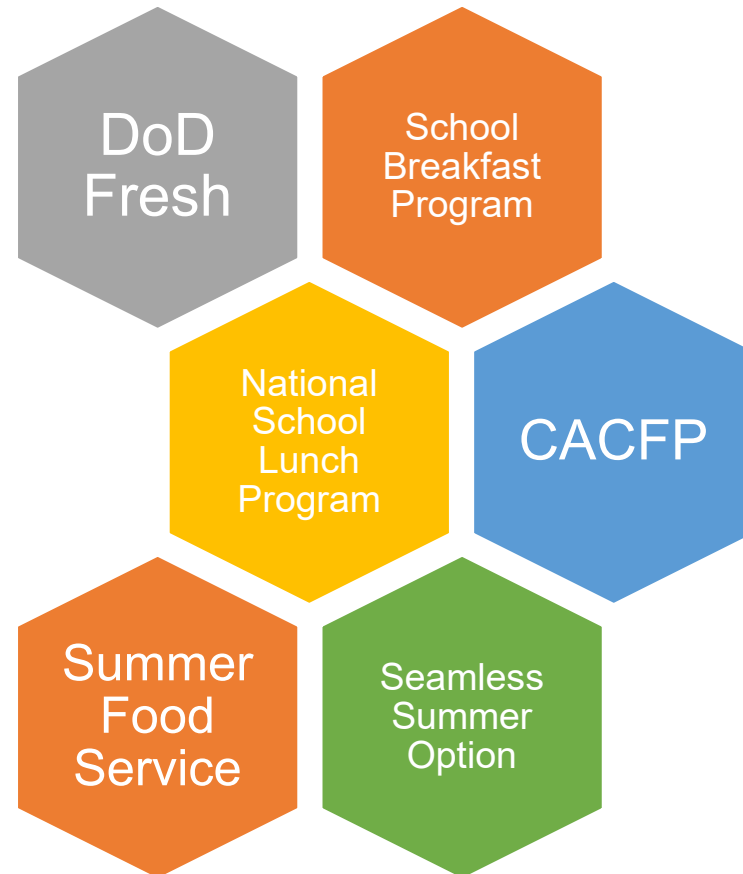 DoD
Fresh
School
Breakfast
Program
National
School
Lunch
Program
CACFP
Summer
Food
Service
Seamless
Summer
Option